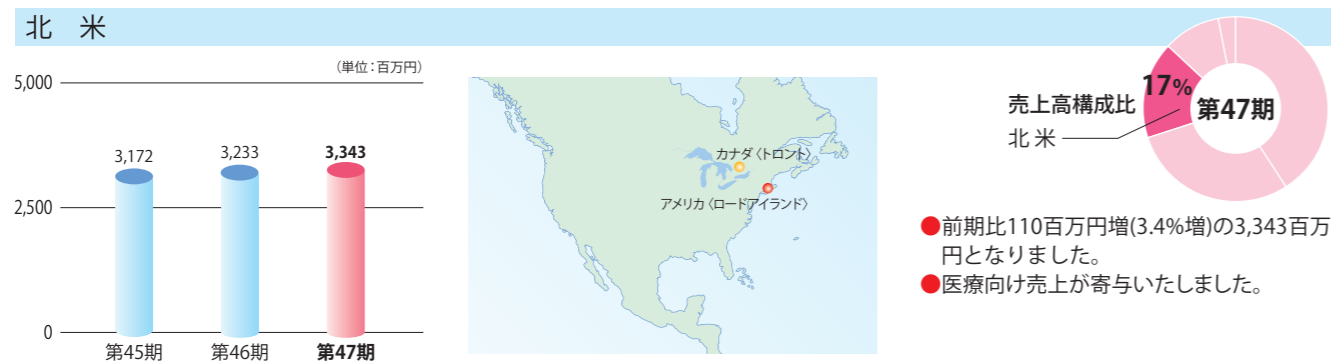 北　米
（単位：百万円）
5,000
2,500
0
3,172
3,233
3,343
第45期
第46期
第47期
カナダ〈トロント〉
アメリカ〈ロードアイランド〉
売上高構成比
北 米
17%
第47期
●前期比110百万円増(3.4%増)の3,343百万
円となりました。
●医療向け売上が寄与いたしました。